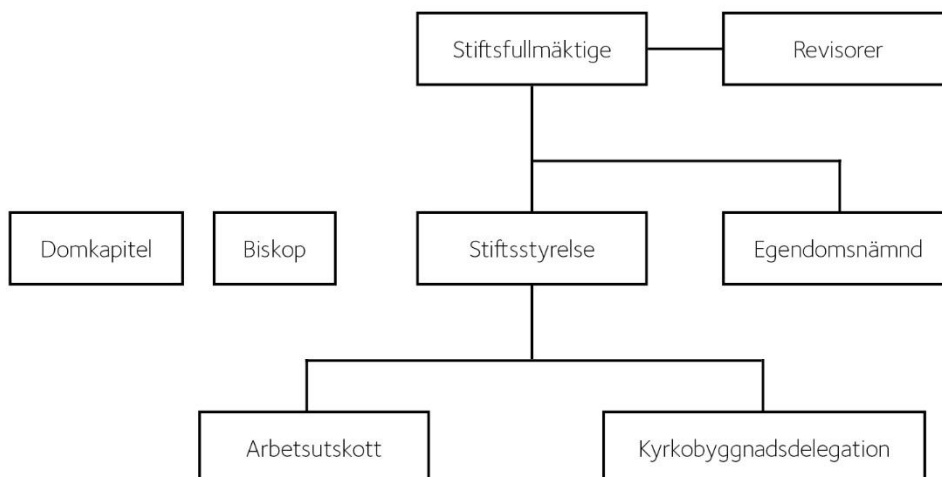 Stiftsfullmäktige
Revisorer
Domkapitel
Biskop
Stiftsstyrelse
Egendomsnämnd
Arbetsutskott
Kyrkobyggnadsdelegation